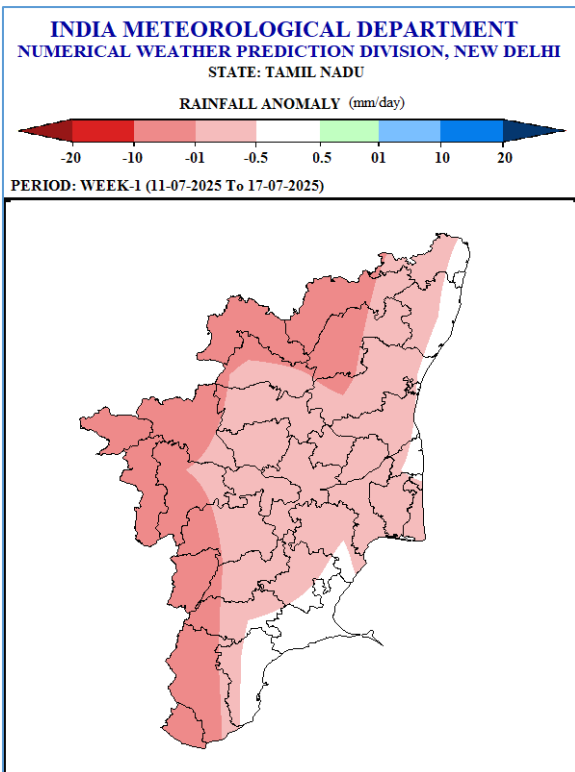 INDIA METEOROLOGICAL DEPARTMENT
NUMERICAL WEATHER PREDICTION DIVISION, NEW DELHI
STATE: TAMIL NADU
RAINFALL ANOMALY (mm/day)
-20 -10 -01 -0.5 0.5 01 10 20
PERIOD: WEEK-1 (11-07-2025 To 17-07-2025)